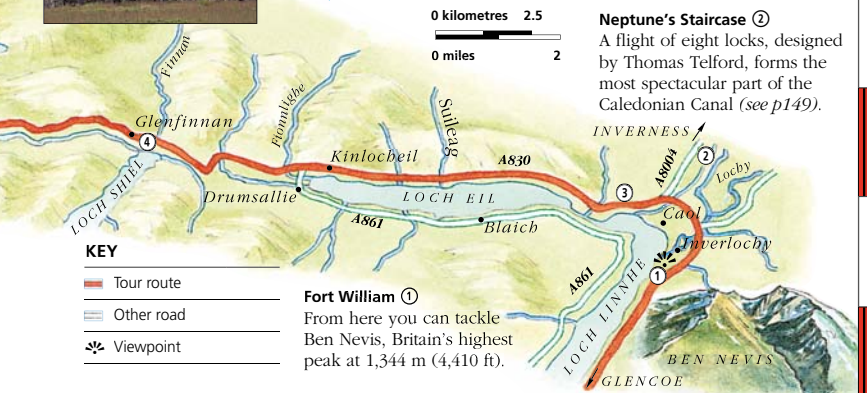 0 kilometres 2.5
0 miles 2
Neptune's Staircase ②
A flight of eight locks, designed
by Thomas Telford, forms the
most spectacular part of the
Caledonian Canal (see p149).
INVERNESS
Finnan
Fionnlighe
Suileag
Glenfinnan
④
Kinlocheil
A830
A8004
②
Lochy
③
LOCH SHIEL
Drumsallie
LOCH EIL
A861
Blaich
Caol
Inverlochy
①
A861
LOCH LINNHE
BEN NEVIS
GLENCOE
KEY
Tour route
Other road
Viewpoint
Fort William ①
From here you can tackle
Ben Nevis, Britain's highest
peak at 1,344 m (4,410 ft).